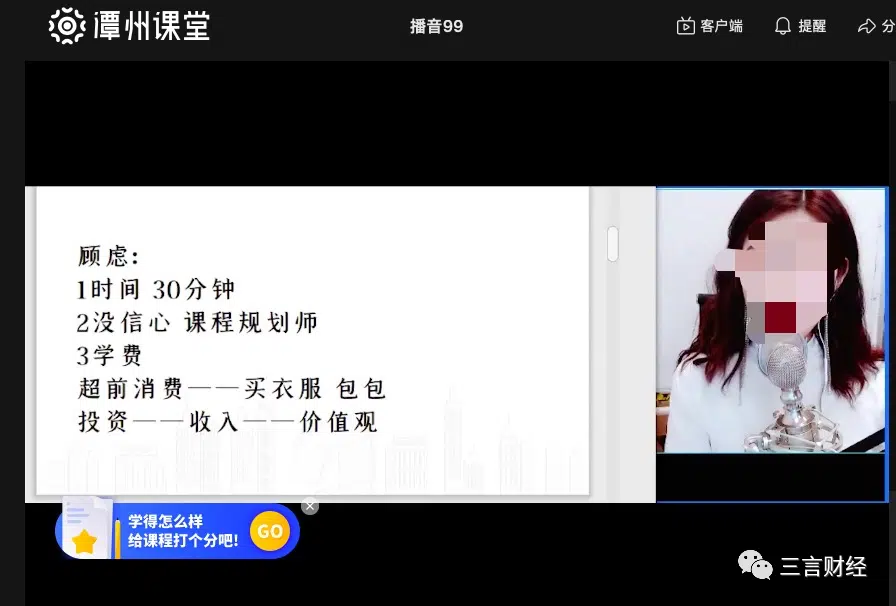 潭州课堂
播音99
客户端
提醒
分
顾虑:
1时间 30分钟
2没信心 课程规划师
3学费
超前消费——买衣服 包包
投资——收入——价值观
学得怎么样
给课程打个分吧!
GO
三言财经